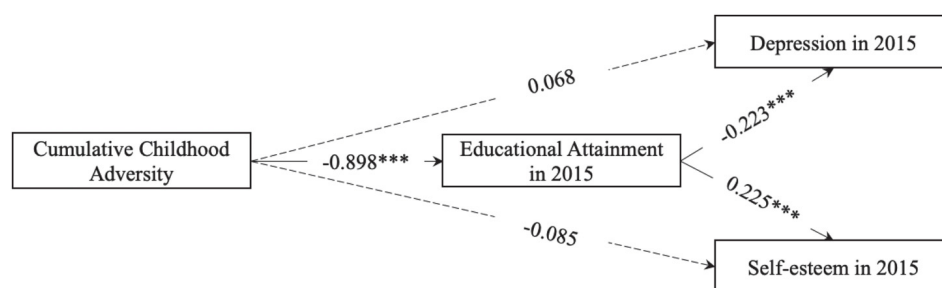 Depression in 2015
0.068
-0.223***
Cumulative Childhood
Adversity
-0.898***
Educational Attainment
in 2015
0.225***
-0.085
Self-esteem in 2015